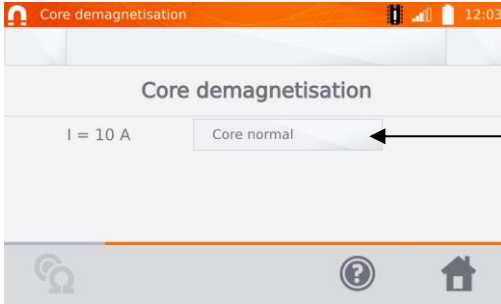 Core demagnetisation
12:03
Core demagnetisation
I = 10 A
Core normal
?